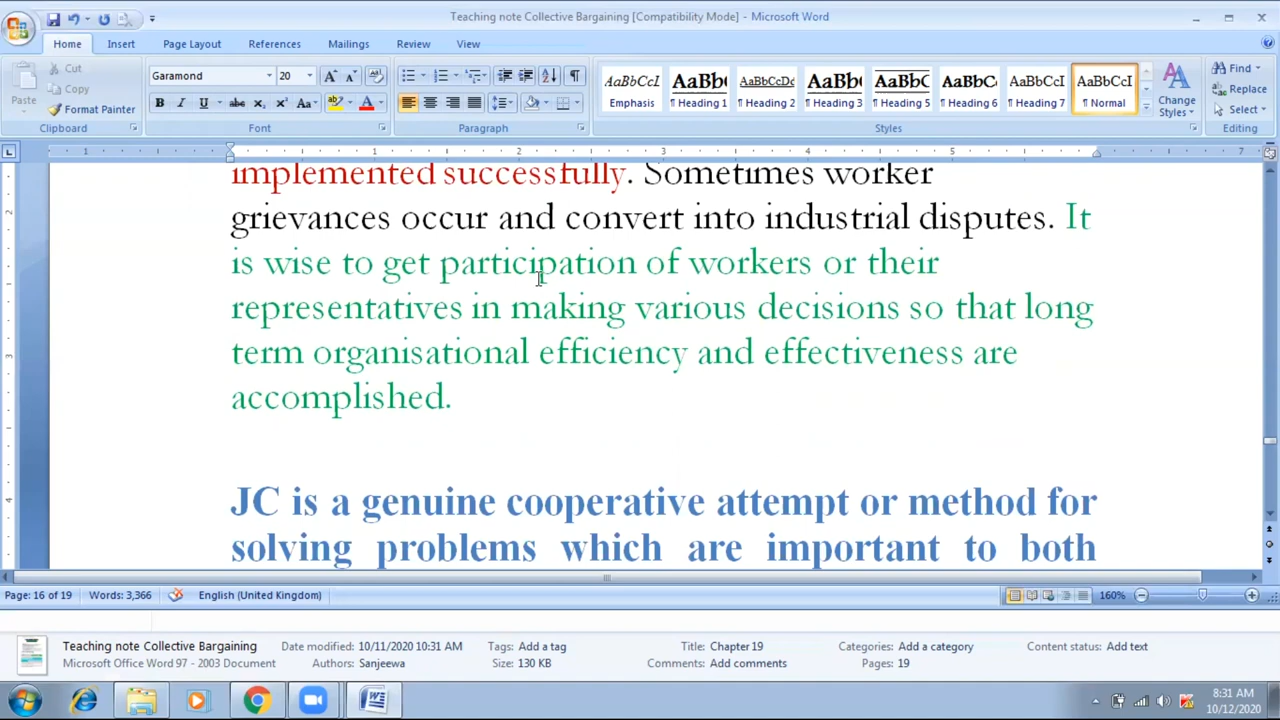 Teaching note Collective Bargaining [Compatibility Mode] - Microsoft Word
Home Insert Page Layout References Mailings Review View
Paste
Cut
Copy
Format Painter
Clipboard
Garamond 20
Font
Paragraph
AaBbCcI AaBbC AaBbCcDc AaBbC AaBbC AaBbC AaBbCcI AaBbCcI
Emphasis ¶ Heading 1 ¶ Heading 2 ¶ Heading 3 ¶ Heading 5 ¶ Heading 6 ¶ Heading 7 ¶ Normal
Change Styles
Styles
Find
Replace
Select
Editing
implemented successfully. Sometimes worker
grievances occur and convert into industrial disputes. It
is wise to get participation of workers or their
representatives in making various decisions so that long
term organisational efficiency and effectiveness are
accomplished.
JC is a genuine cooperative attempt or method for
solving problems which are important to both
Page: 16 of 19 Words: 3,366 English (United Kingdom) 160%
Teaching note Collective Bargaining Date modified: 10/11/2020 10:31 AM Tags: Add a tag Title: Chapter 19 Categories: Add a category Content status: Add text
Microsoft Office Word 97 - 2003 Document Authors: Sanjeewa Size: 130 KB Comments: Add comments Pages: 19
8:31 AM
10/12/2020